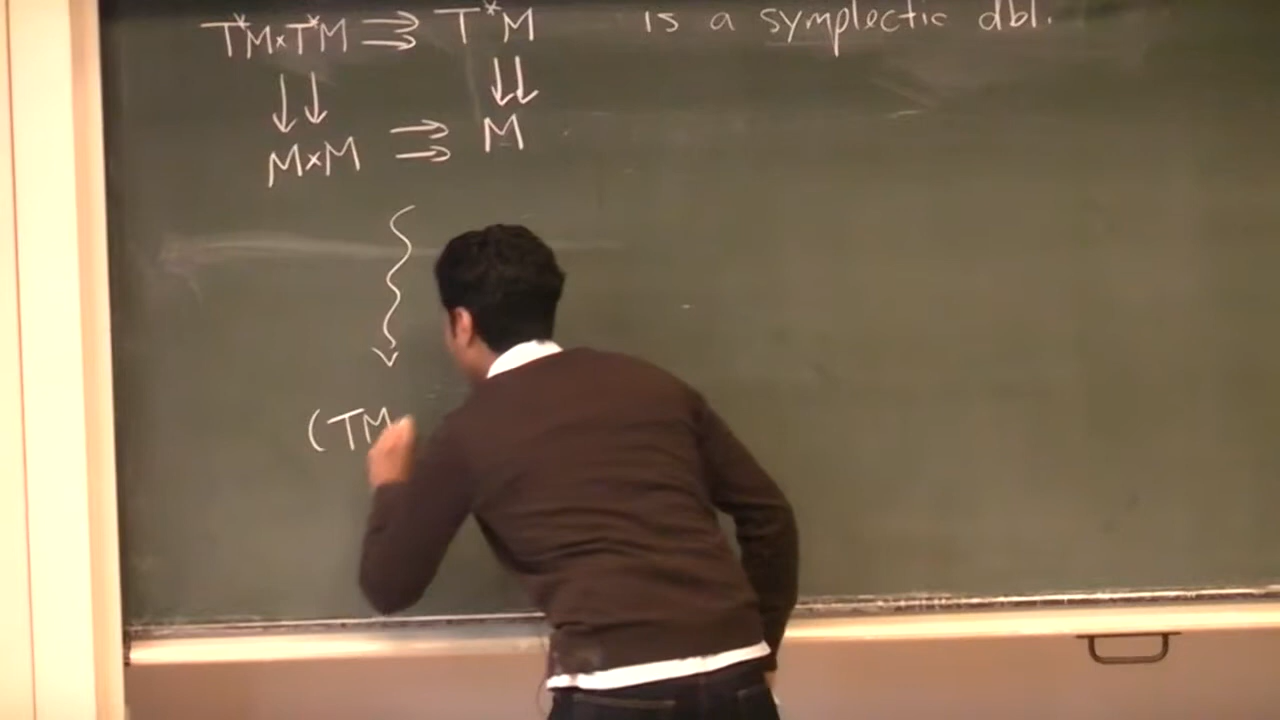 T*M×T*M ⇉ T*M is a symplectic dbl.
⇊ ⇊
M×M ⇉ M
(TM